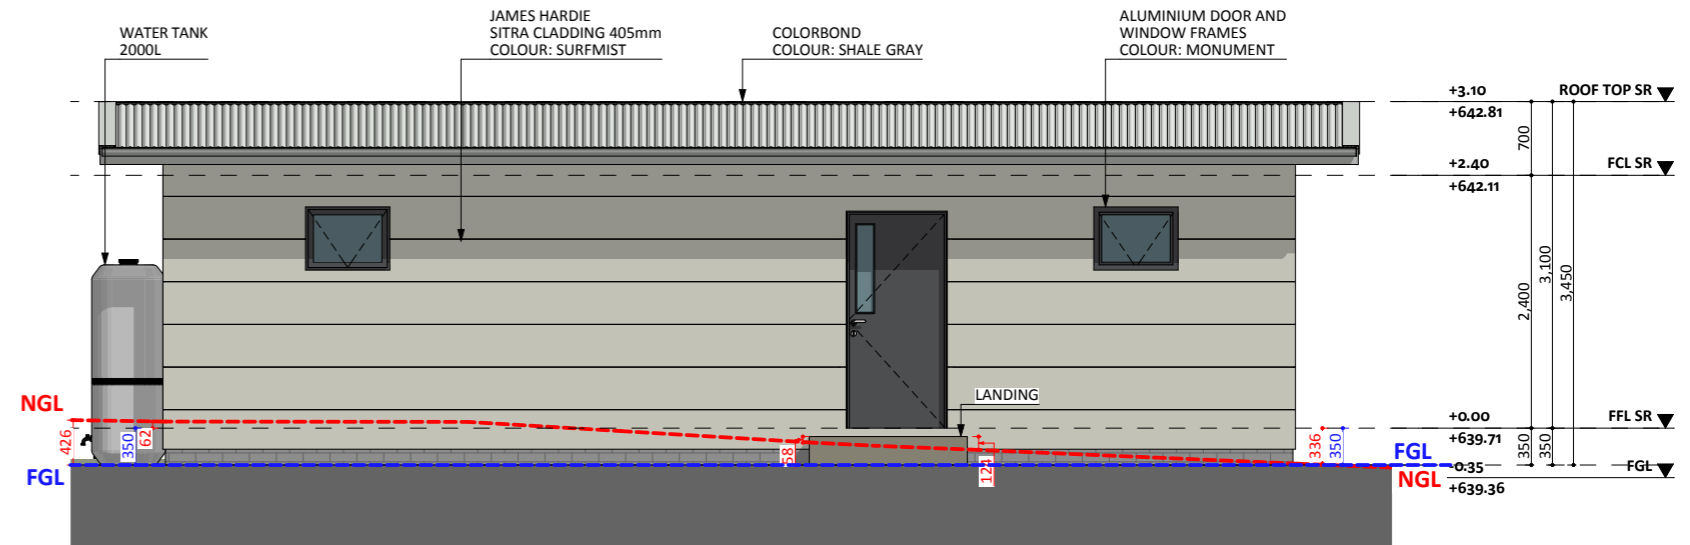 WATER TANK
2000L
JAMES HARDIE
SITRA CLADDING 405mm
COLOUR: SURFMIST
COLORBOND
COLOUR: SHALE GRAY
ALUMINIUM DOOR AND
WINDOW FRAMES
COLOUR: MONUMENT
+3.10 ROOF TOP SR
+642.81
700
+2.40 FCL SR
+642.11
2,400
3,100
3,450
LANDING
NGL
426
350
62
58
124
336
350
+0.00 FFL SR
+639.71
350
350
FGL
FGL
NGL
-0.35 FGL
+639.36